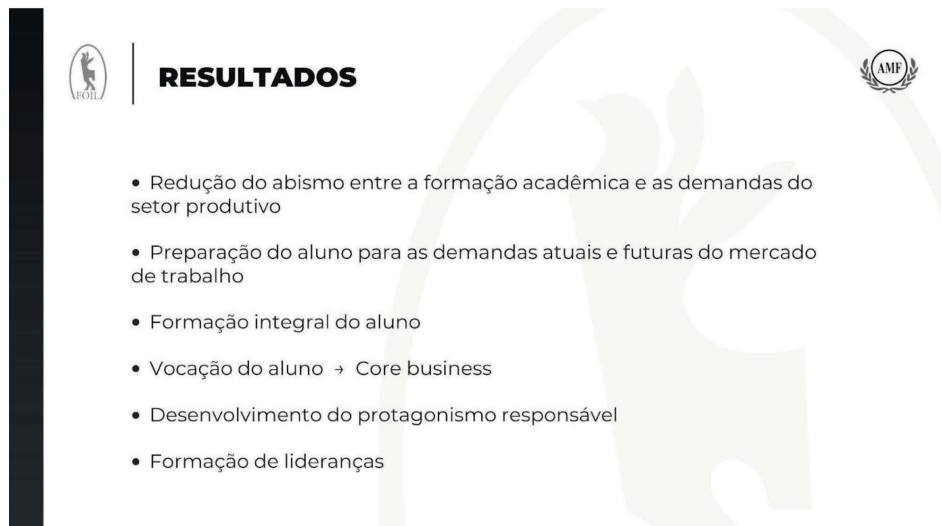 FOIL
RESULTADOS
AMF
• Redução do abismo entre a formação acadêmica e as demandas do
setor produtivo
• Preparação do aluno para as demandas atuais e futuras do mercado
de trabalho
• Formação integral do aluno
• Vocação do aluno → Core business
• Desenvolvimento do protagonismo responsável
• Formação de lideranças